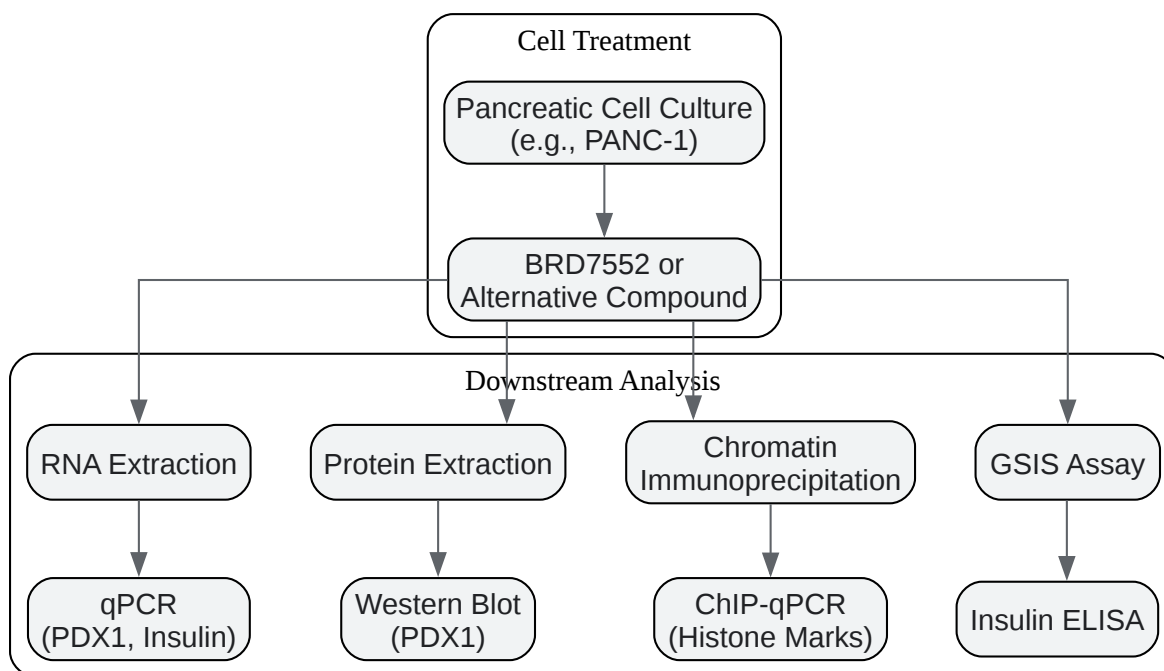 Cell Treatment
Pancreatic Cell Culture
(e.g., PANC-1)
BRD7552 or
Alternative Compound
Downstream Analysis
RNA Extraction
Protein Extraction
Chromatin
Immunoprecipitation
GSIS Assay
qPCR
(PDX1, Insulin)
Western Blot
(PDX1)
ChIP-qPCR
(Histone Marks)
Insulin ELISA